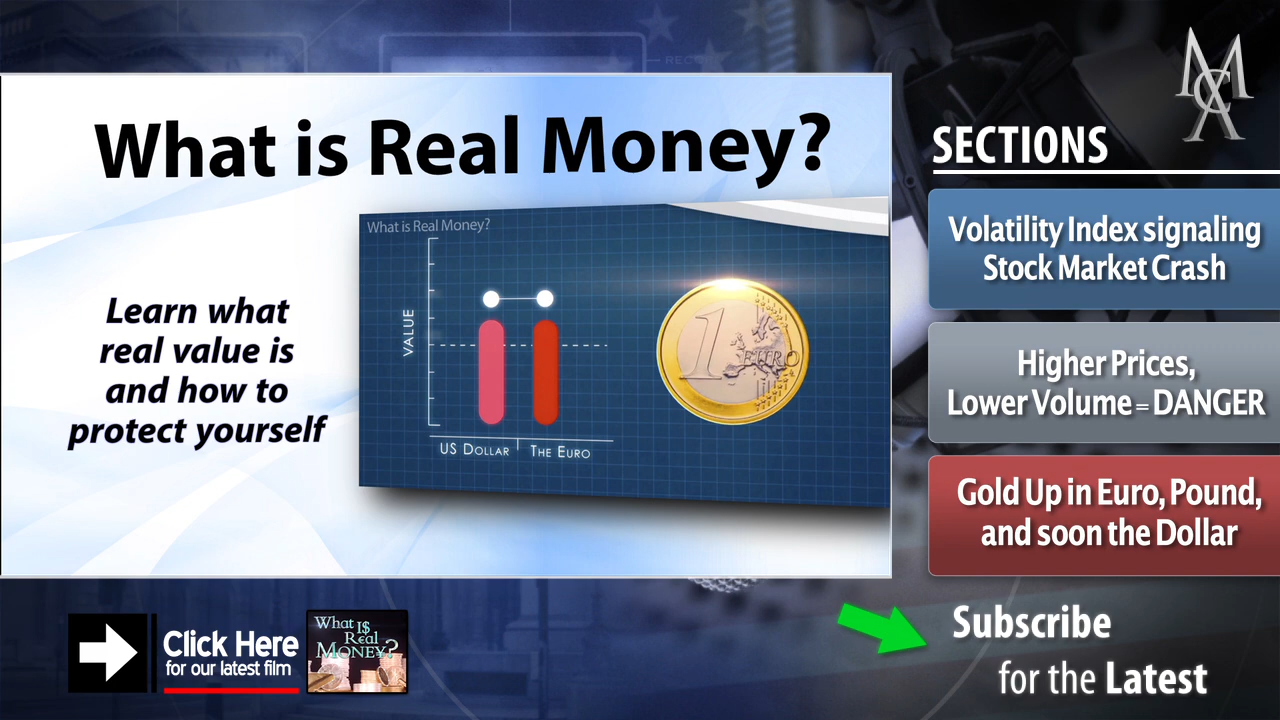 What is Real Money?
What is Real Money?
VALUE
US DOLLAR
THE EURO
1 EURO
Learn what
real value is
and how to
protect yourself
MCA
SECTIONS
Volatility Index signaling
Stock Market Crash
Higher Prices,
Lower Volume = DANGER
Gold Up in Euro, Pound,
and soon the Dollar
Click Here
for our latest film
What I$
Real
Money?
Subscribe
for the Latest